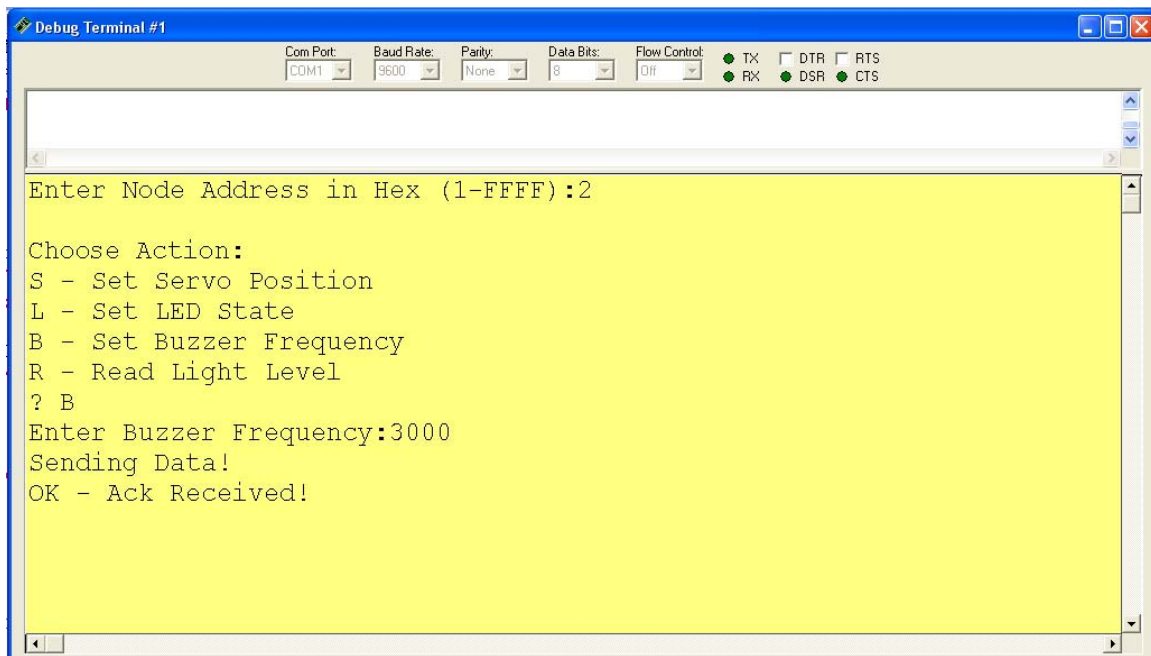 Debug Terminal #1
Com Port: Baud Rate: Parity: Data Bits: Flow Control:
COM1 9600 None 8 Off
TX DTR RTS
RX DSR CTS
Enter Node Address in Hex (1-FFFF):2
Choose Action:
S - Set Servo Position
L - Set LED State
B - Set Buzzer Frequency
R - Read Light Level
? B
Enter Buzzer Frequency:3000
Sending Data!
OK - Ack Received!